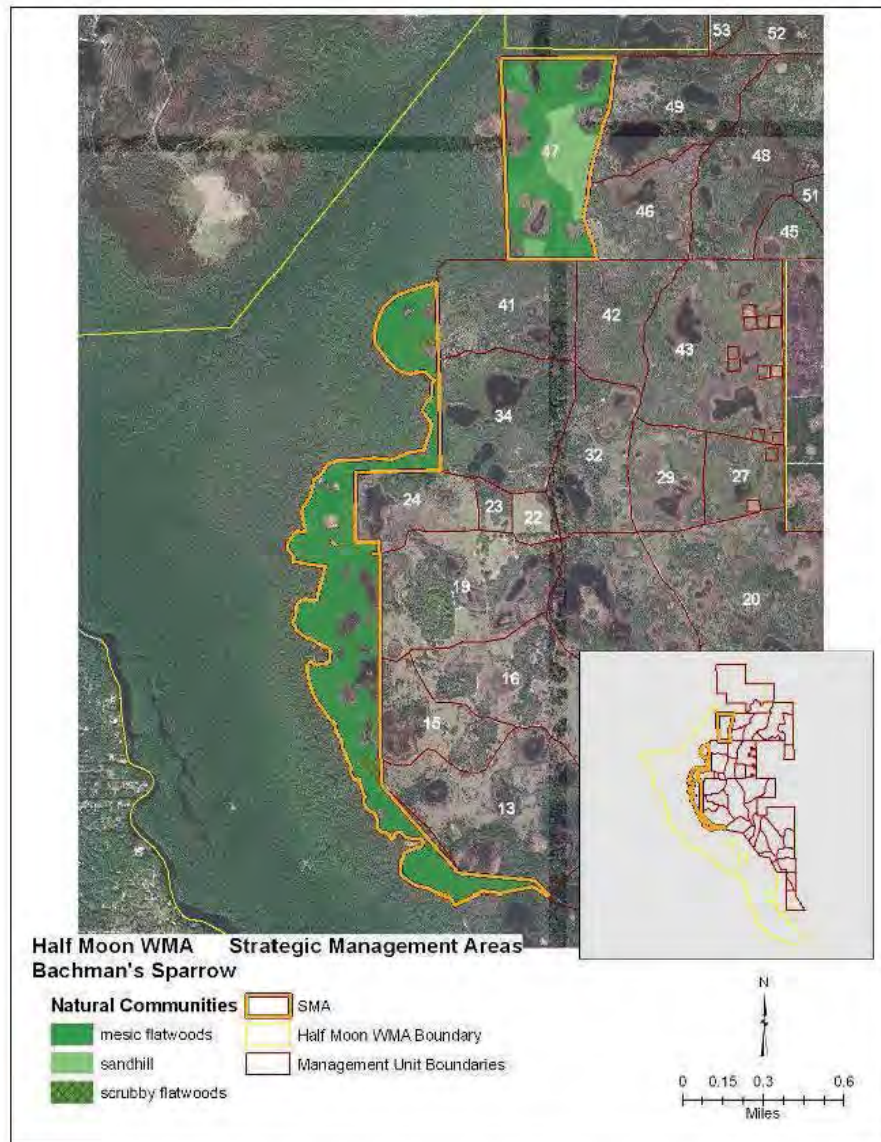 53
52
49
47
48
51
46
45
41
42
43
34
32
29
27
24
23
22
19
20
16
15
13
Half Moon WMA Strategic Management Areas
Bachman's Sparrow
Natural Communities
mesic flatwoods
sandhill
scrubby flatwoods
SMA
Half Moon WMA Boundary
Management Unit Boundaries
N
0 0.15 0.3 0.6
Miles